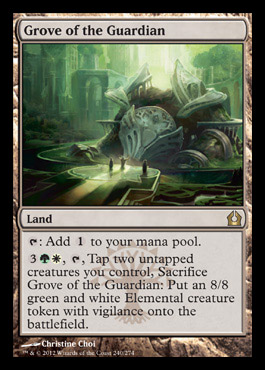 Grove of the Guardian
Land
: Add 1 to your mana pool.
3, , Tap two untapped
creatures you control, Sacrifice
Grove of the Guardian: Put an 8/8
green and white Elemental creature
token with vigilance onto the
battlefield.
Christine Choi
™ & © 2012 Wizards of the Coast 240/274